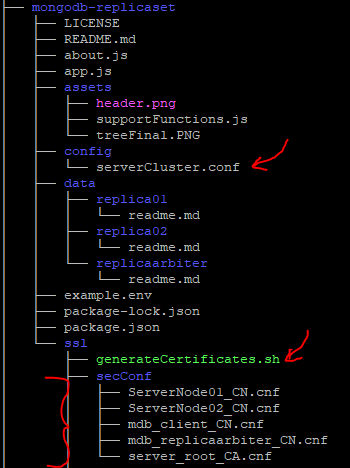 mongodb-replicaset
LICENSE
README.md
about.js
app.js
assets
header.png
supportFunctions.js
treeFinal.PNG
config
serverCluster.conf
data
replica01
readme.md
replica02
readme.md
replicaarbiter
readme.md
example.env
package-lock.json
package.json
ssl
generateCertificates.sh
secConf
ServerNode01_CN.cnf
ServerNode02_CN.cnf
mdb_client_CN.cnf
mdb_replicaarbiter_CN.cnf
server_root_CA.cnf